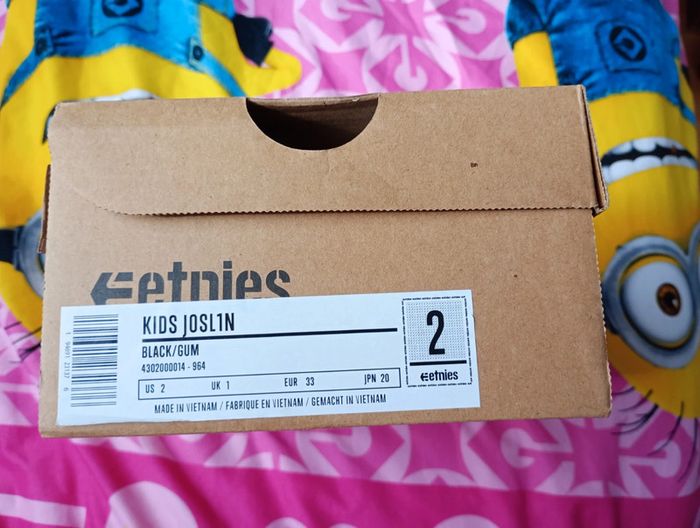 etnies
KIDS JOSL1N
BLACK/GUM
4302000014 - 964
US 2 UK 1 EUR 33 JPN 20
MADE IN VIETNAM / FABRIQUE EN VIETNAM / GEMACHT IN VIETNAM
2
etnies